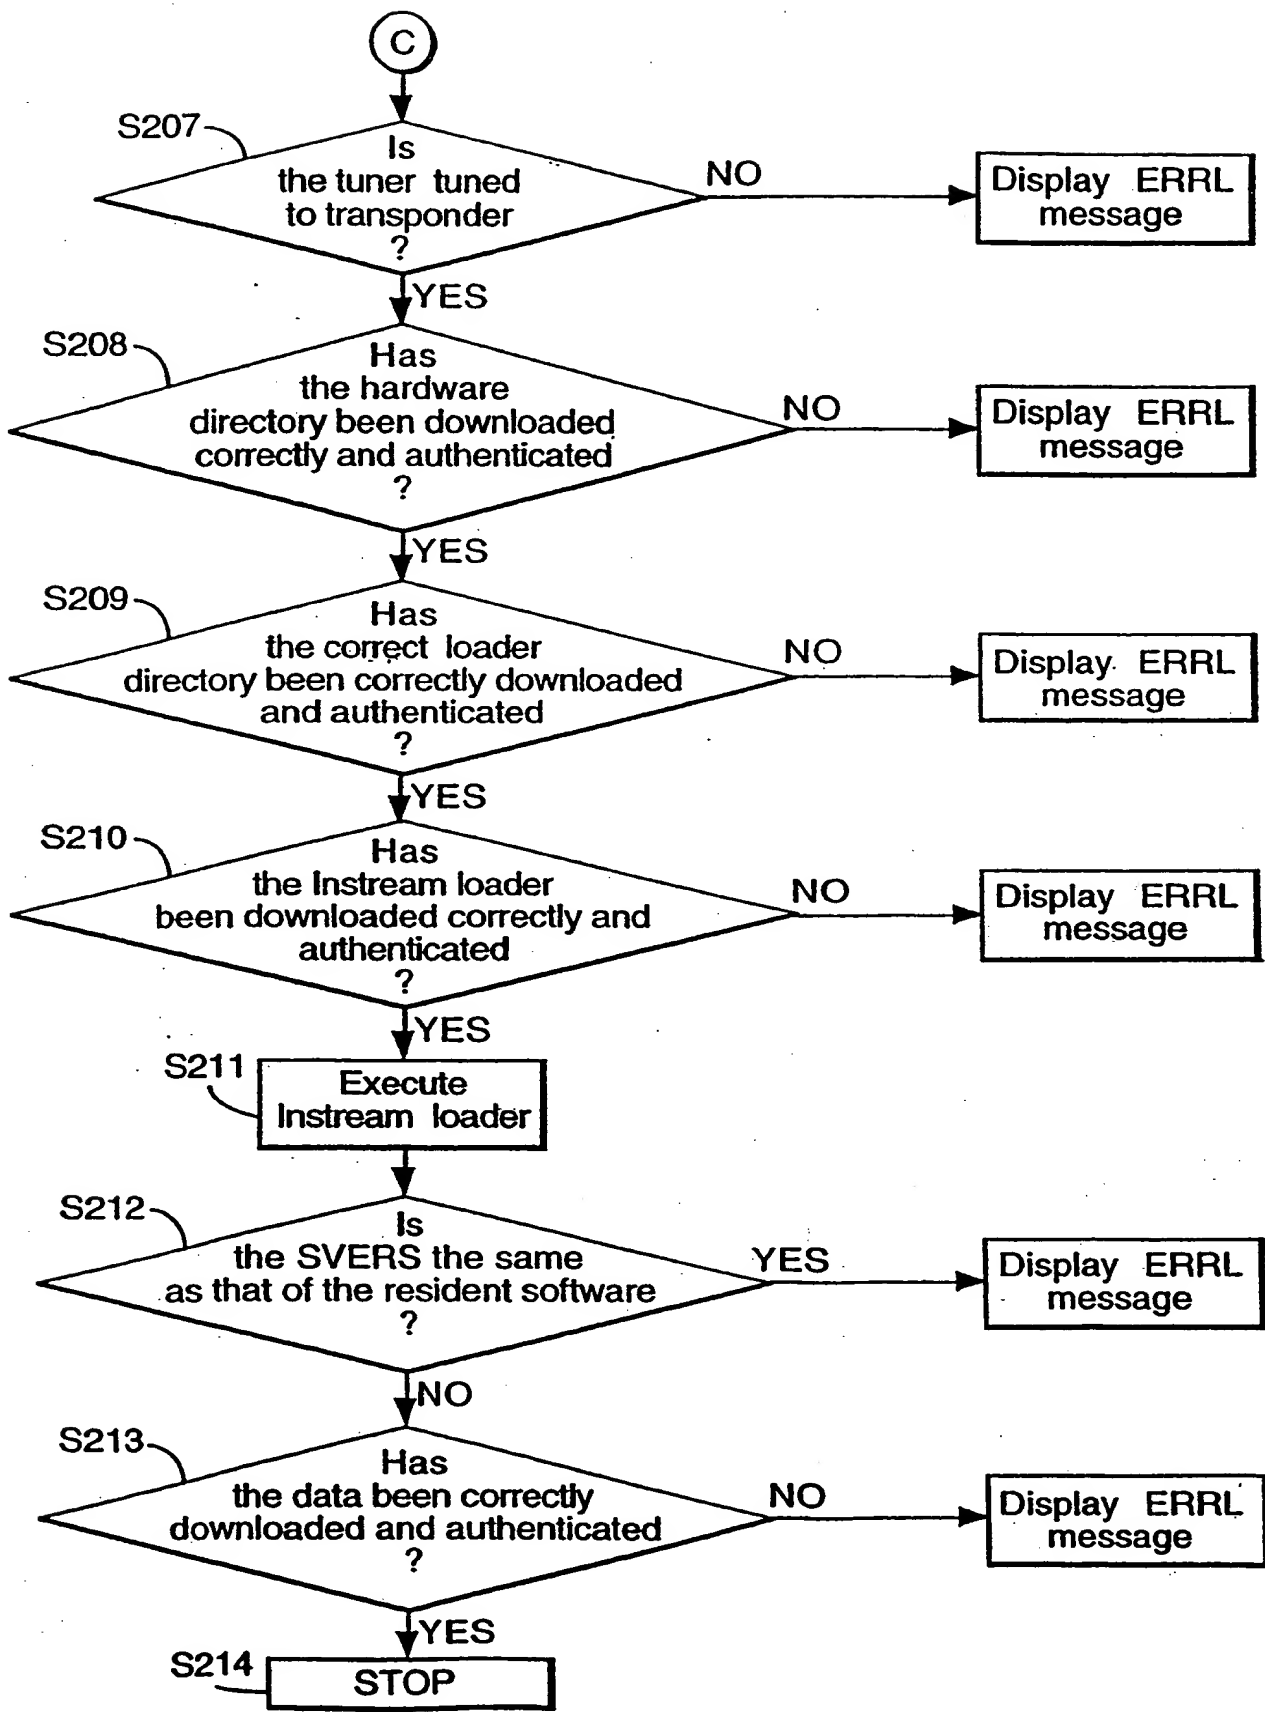 C
S207
Is
the tuner tuned
to transponder
?
NO
Display ERRL
message
YES
S208
Has
the hardware
directory been downloaded
correctly and authenticated
?
NO
Display ERRL
message
YES
S209
Has
the correct loader
directory been correctly downloaded
and authenticated
?
NO
Display ERRL
message
YES
S210
Has
the Instream loader
been downloaded correctly and
authenticated
?
NO
Display ERRL
message
YES
S211
Execute
Instream loader
S212
Is
the SVERS the same
as that of the resident software
?
YES
Display ERRL
message
NO
S213
Has
the data been correctly
downloaded and authenticated
?
NO
Display ERRL
message
YES
S214
STOP